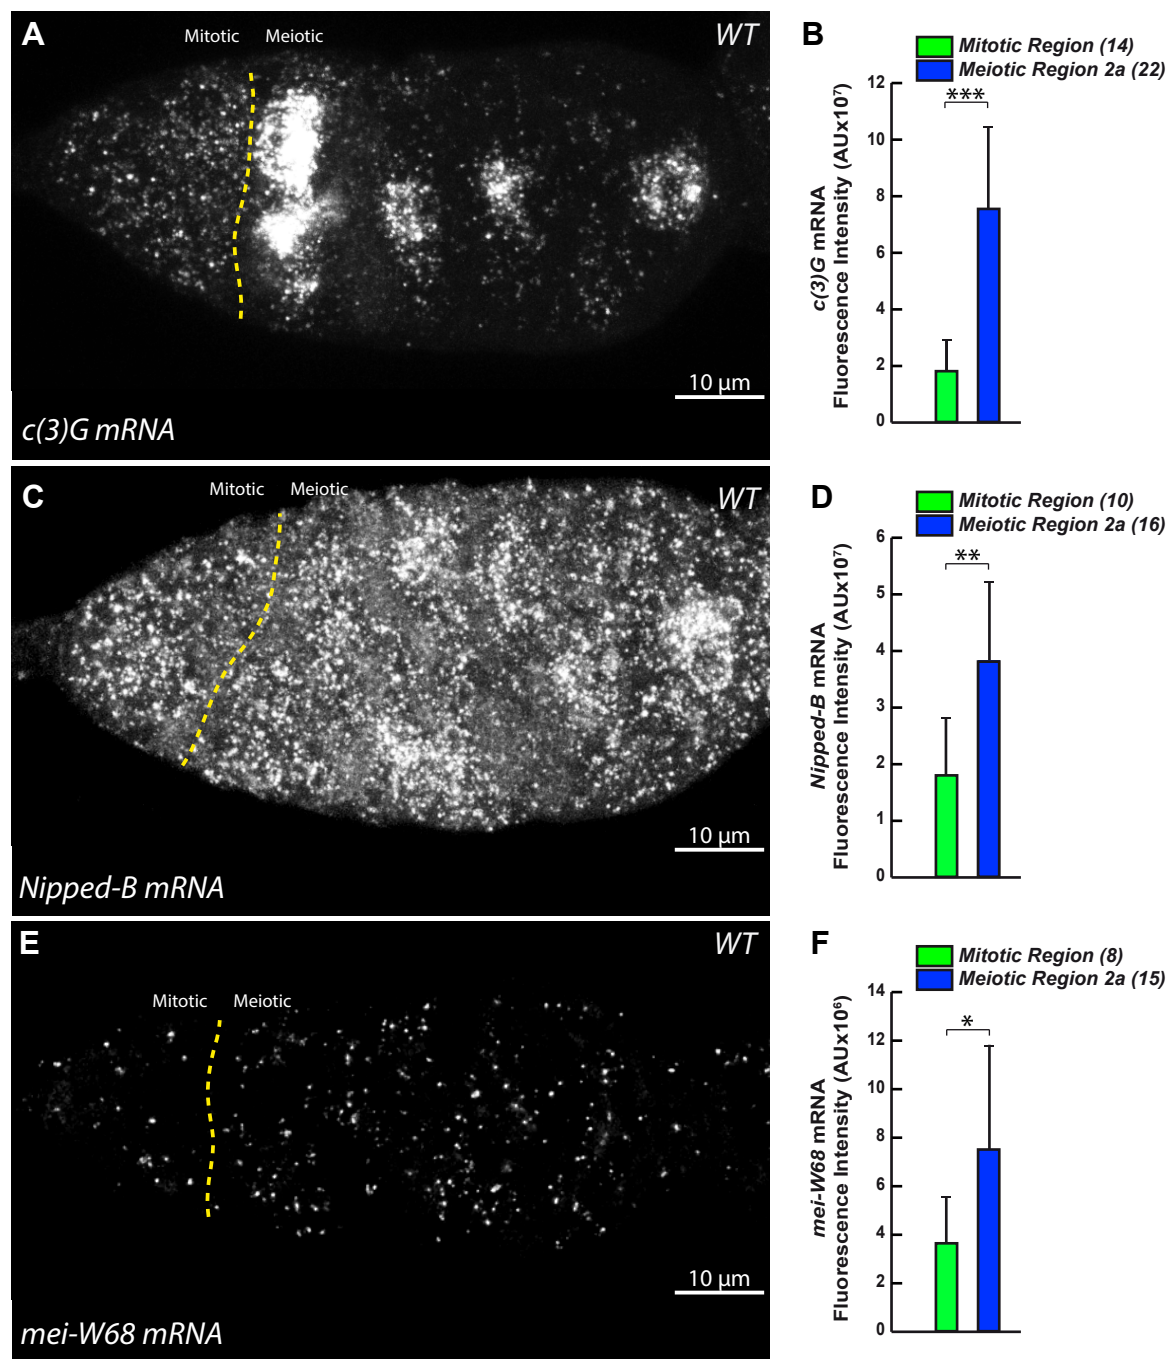 A
Mitotic Meiotic
WT
10 µm
c(3)G mRNA
B
Mitotic Region (14)
Meiotic Region 2a (22)
c(3)G mRNA
Fluorescence Intensity (AUx10⁷)
12
10
8
6
4
2
0
***
C
Mitotic Meiotic
WT
10 µm
Nipped-B mRNA
D
Mitotic Region (10)
Meiotic Region 2a (16)
Nipped-B mRNA
Fluorescence Intensity (AUx10⁷)
6
5
4
3
2
1
0
**
E
Mitotic Meiotic
WT
10 µm
mei-W68 mRNA
F
Mitotic Region (8)
Meiotic Region 2a (15)
mei-W68 mRNA
Fluorescence Intensity (AUx10⁶)
14
12
10
8
6
4
2
0
*